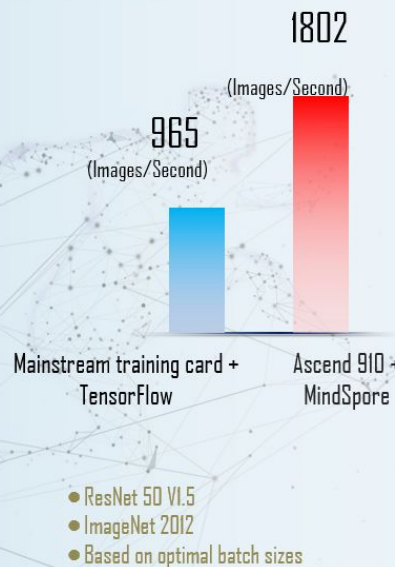 1802
(Images/Second)
965
(Images/Second)
Mainstream training card +
TensorFlow
Ascend 910 +
MindSpore
● ResNet 50 V1.5
● ImageNet 2012
● Based on optimal batch sizes